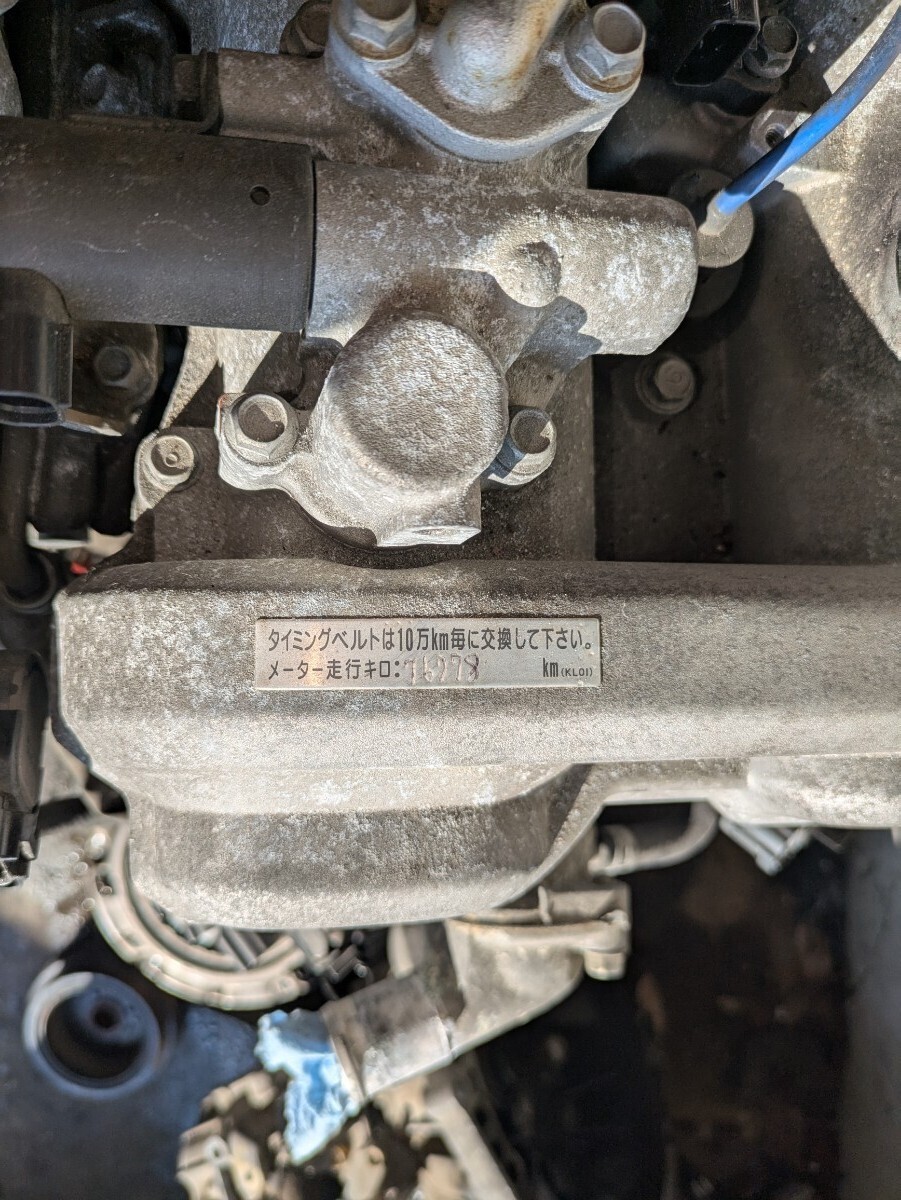 タイミングベルトは10万km毎に交換して下さい。
メーター走行キロ:76978 km(KL01)